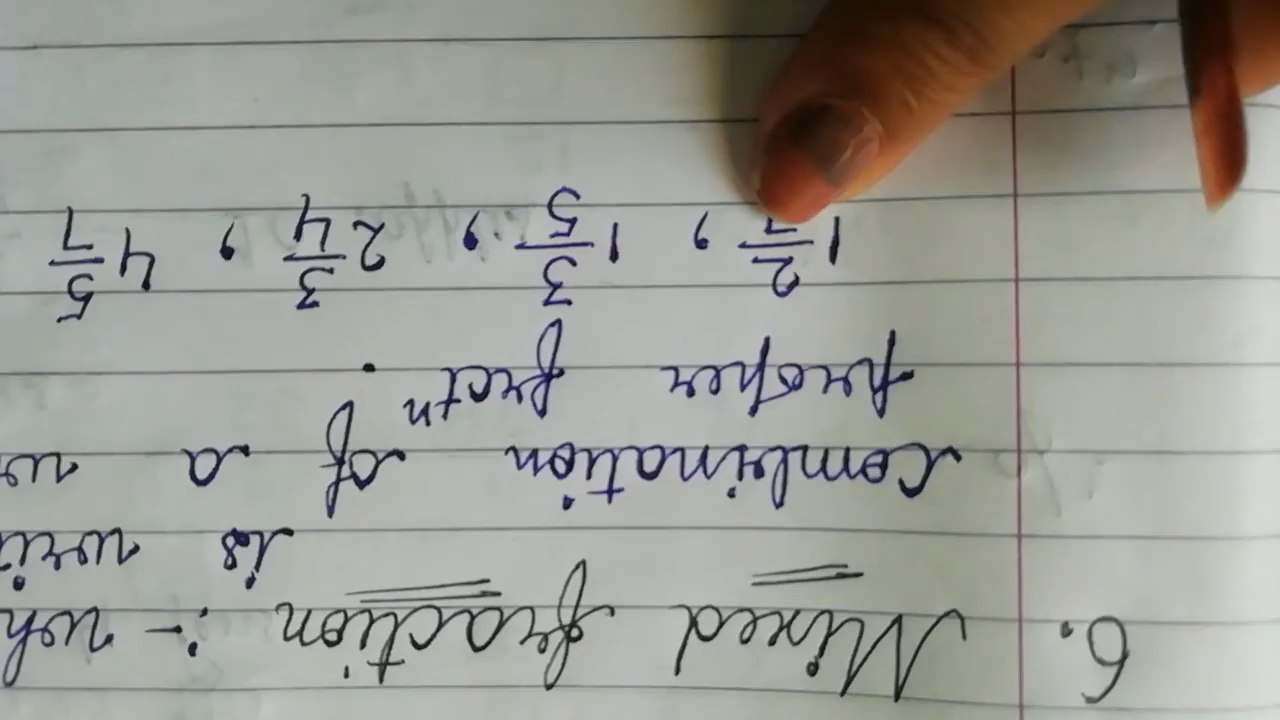 6. Mixed fraction :- wh
is wri
combination of a w
proper fractⁿ .
1 2/7 , 1 3/5 , 2 3/4 , 4 5/7